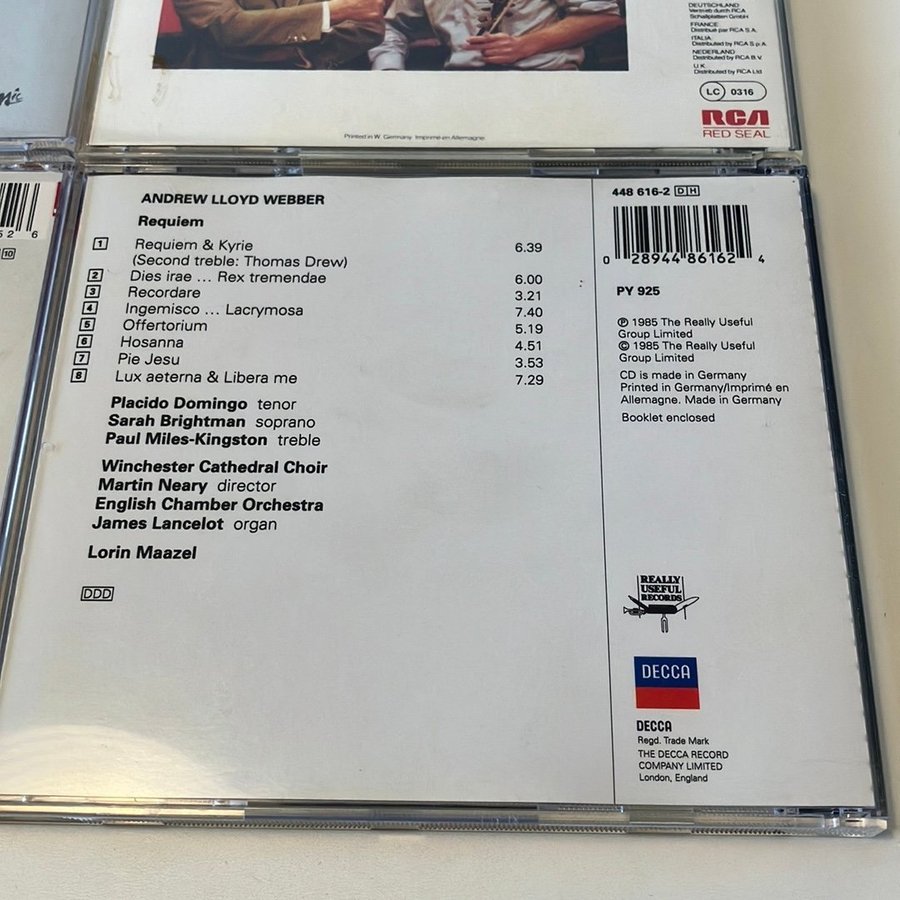 DEUTSCHLAND
Vertrieb durch RCA
Schallplatten GmbH
FRANCE:
Distribué par RCA S.A.
ITALIA:
Distributed by RCA S.p.A.
NEDERLAND
Distributed by RCA B.V.
U.K.
Distributed by RCA Ltd
LC 0316
RCA
RED SEAL
Printed in W. Germany Imprimé en Allemagne
10
ANDREW LLOYD WEBBER
Requiem
1 Requiem & Kyrie 6.39
(Second treble: Thomas Drew)
2 Dies irae ... Rex tremendae 6.00
3 Recordare 3.21
4 Ingemisco ... Lacrymosa 7.40
5 Offertorium 5.19
6 Hosanna 4.51
7 Pie Jesu 3.53
8 Lux aeterna & Libera me 7.29
Placido Domingo tenor
Sarah Brightman soprano
Paul Miles-Kingston treble
Winchester Cathedral Choir
Martin Neary director
English Chamber Orchestra
James Lancelot organ
Lorin Maazel
DDD
448 616-2 DH
0 28944 86162 4
PY 925
℗ 1985 The Really Useful
Group Limited
© 1985 The Really Useful
Group Limited
CD is made in Germany
Printed in Germany/Imprimé en
Allemagne. Made in Germany
Booklet enclosed
REALLY
USEFUL
RECORDS
DECCA
DECCA
Regd. Trade Mark
THE DECCA RECORD
COMPANY LIMITED
London, England